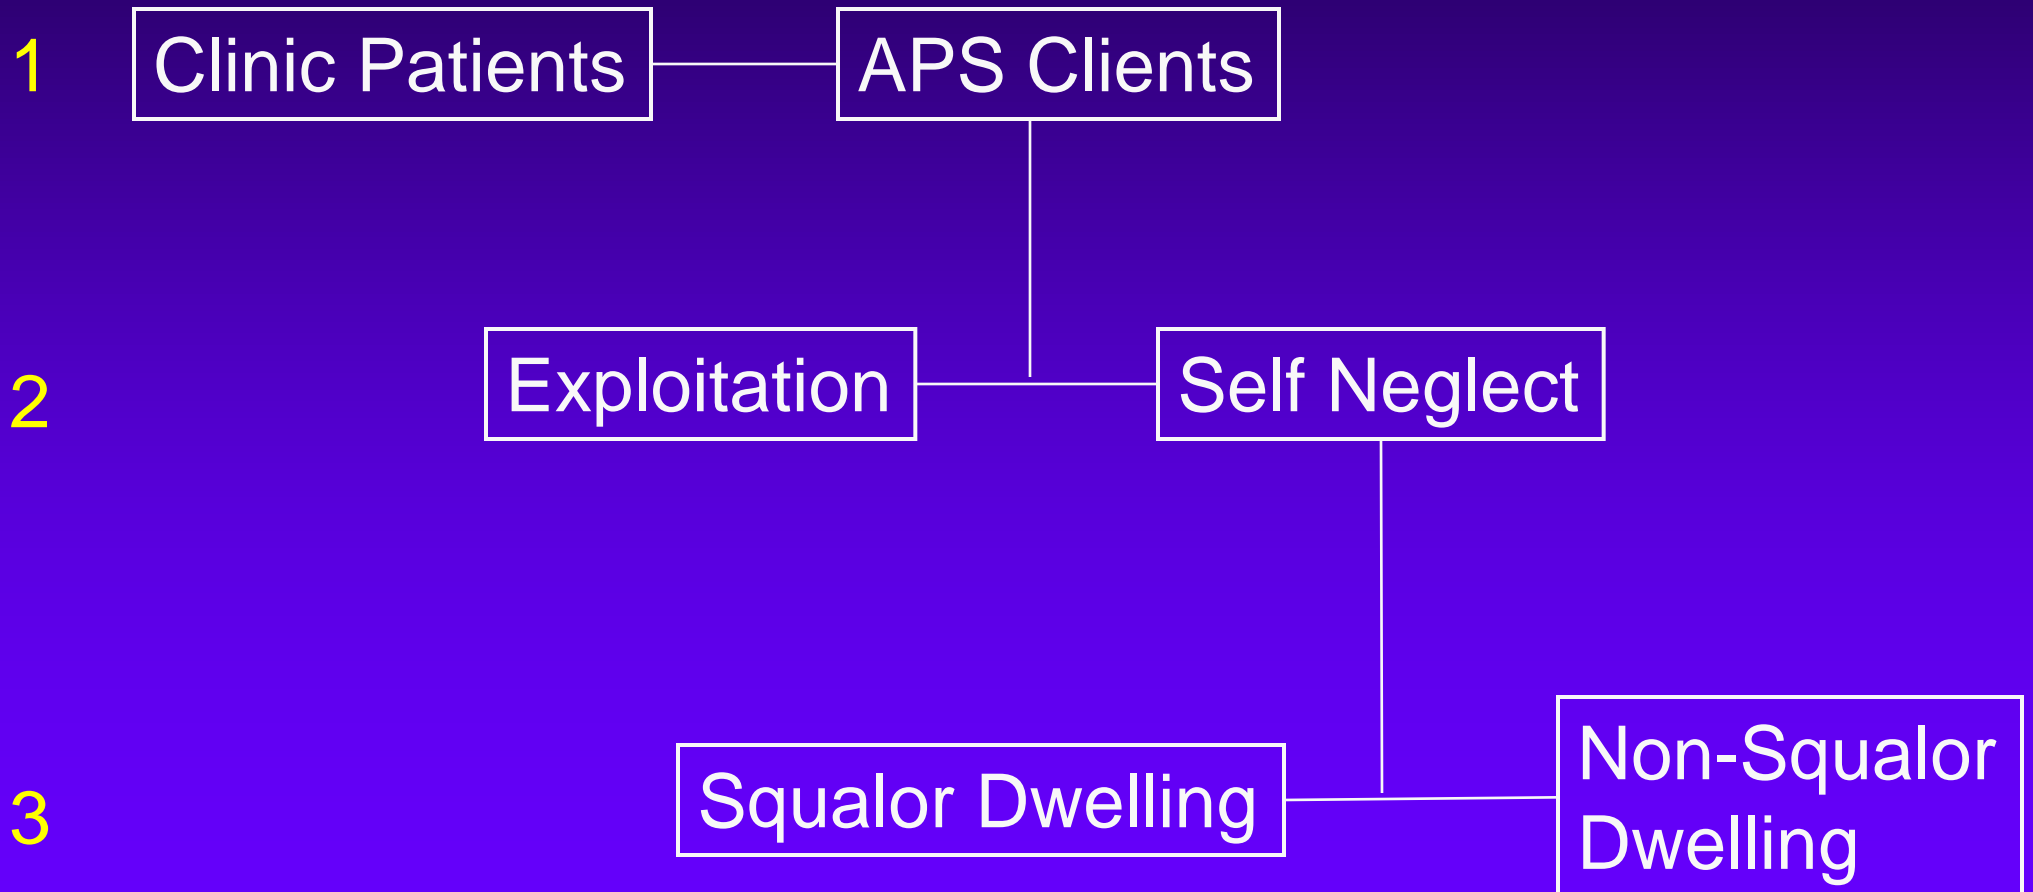 1 Clinic Patients APS Clients
2 Exploitation Self Neglect
3 Squalor Dwelling Non-Squalor
Dwelling